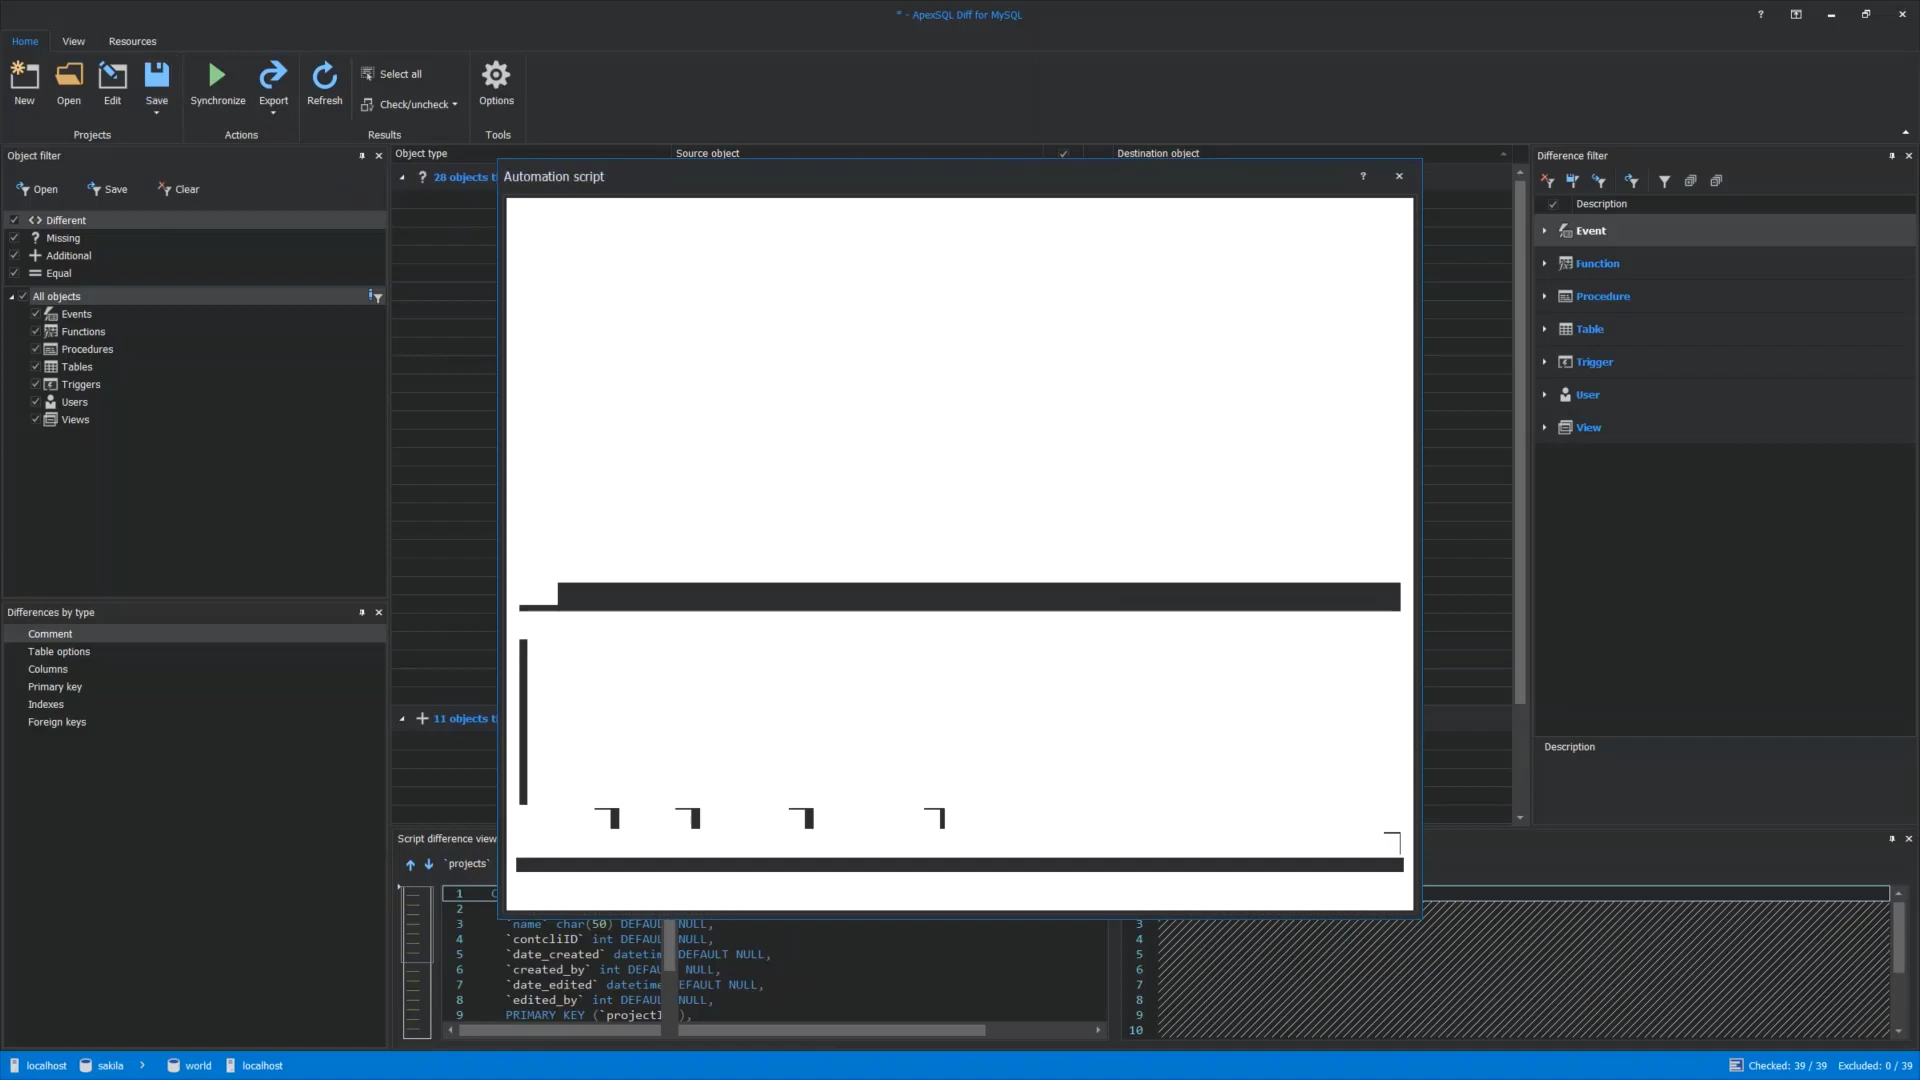 * - ApexSQL Diff for MySQL
Home
View
Resources
New
Open
Edit
Save
Synchronize
Export
Refresh
Select all
Check/uncheck
Options
Projects
Actions
Results
Tools
Object filter
Open
Save
Clear
Different
Missing
Additional
Equal
All objects
Events
Functions
Procedures
Tables
Triggers
Users
Views
Differences by type
Comment
Table options
Columns
Primary key
Indexes
Foreign keys
Object type
Source object
Destination object
28 objects
Automation script
11 objects
Difference filter
Description
Event
Function
Procedure
Table
Trigger
User
View
Description
Script difference view
`projects`
1
2
3 `name` char(50) DEFAUL NULL,
4 `contcliID` int DEFAUL NULL,
5 `date_created` datetim DEFAULT NULL,
6 `created_by` int DEFAU NULL,
7 `date_edited` datetime EFAULT NULL,
8 `edited_by` int DEFAUL NULL,
9 PRIMARY KEY (`projectI ),
3
4
5
6
7
8
9
10
localhost
sakila
world
localhost
Checked: 39 / 39
Excluded: 0 / 39